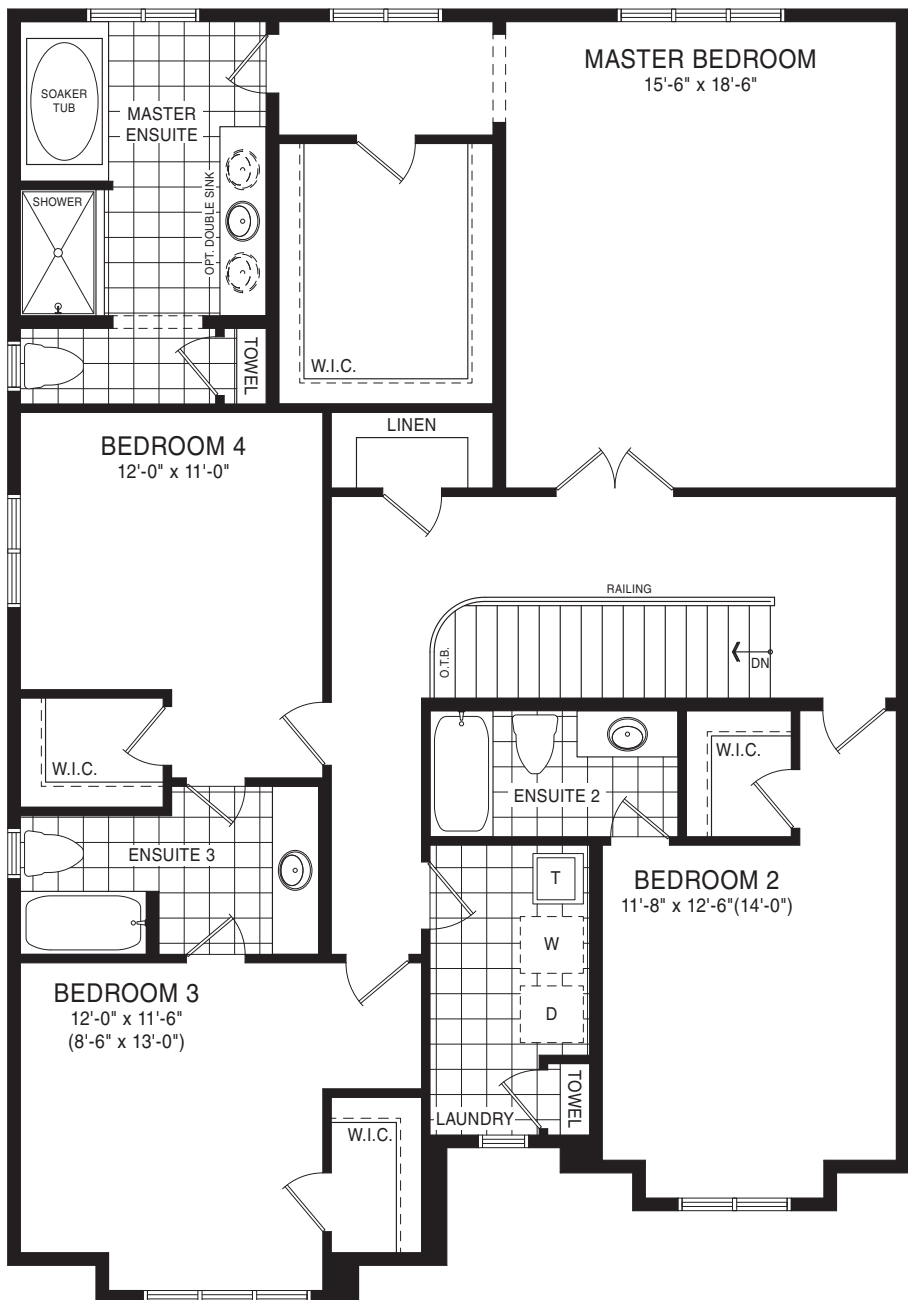 MASTER BEDROOM
15'-6" x 18'-6"
SOAKER
TUB
MASTER
ENSUITE
OPT. DOUBLE SINK
SHOWER
W.I.C.
TOWEL
LINEN
BEDROOM 4
12'-0" x 11'-0"
RAILING
O.T.B.
DN
W.I.C.
W.I.C.
ENSUITE 2
ENSUITE 3
T
W
D
BEDROOM 2
11'-8" x 12'-6"(14'-0")
BEDROOM 3
12'-0" x 11'-6"
(8'-6" x 13'-0")
TOWEL
LAUNDRY
W.I.C.